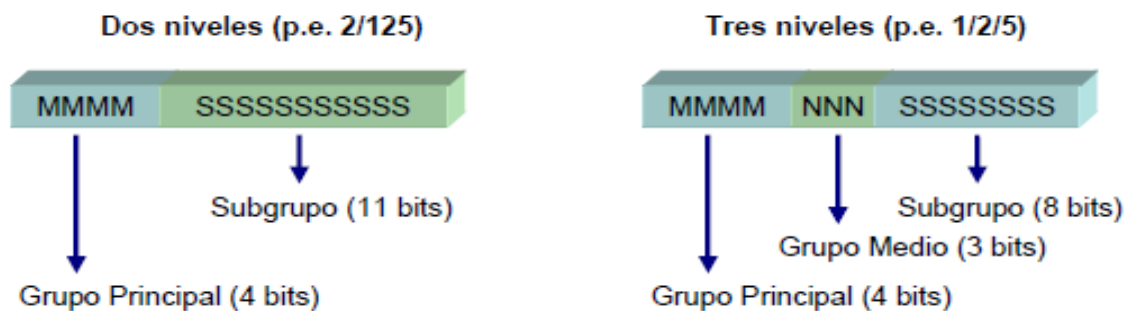 Dos niveles (p.e. 2/125)
MMMM SSSSSSSSSSS
Subgrupo (11 bits)
Grupo Principal (4 bits)
Tres niveles (p.e. 1/2/5)
MMMM NNN SSSSSSSS
Subgrupo (8 bits)
Grupo Medio (3 bits)
Grupo Principal (4 bits)